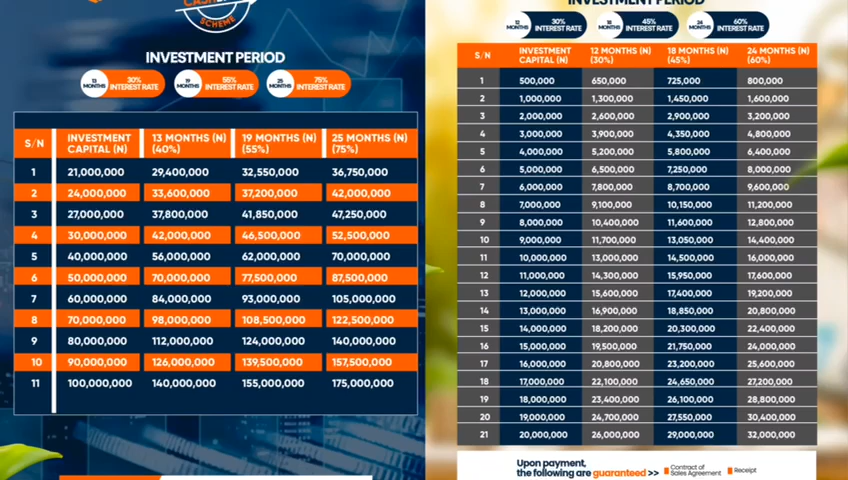 CASH
SCHEME
INVESTMENT PERIOD
13 MONTHS 30% INTEREST RATE
19 MONTHS 55% INTEREST RATE
25 MONTHS 75% INTEREST RATE
S/N INVESTMENT CAPITAL (N) 13 MONTHS (N) (40%) 19 MONTHS (N) (55%) 25 MONTHS (N) (75%)
1 21,000,000 29,400,000 32,550,000 36,750,000
2 24,000,000 33,600,000 37,200,000 42,000,000
3 27,000,000 37,800,000 41,850,000 47,250,000
4 30,000,000 42,000,000 46,500,000 52,500,000
5 40,000,000 56,000,000 62,000,000 70,000,000
6 50,000,000 70,000,000 77,500,000 87,500,000
7 60,000,000 84,000,000 93,000,000 105,000,000
8 70,000,000 98,000,000 108,500,000 122,500,000
9 80,000,000 112,000,000 124,000,000 140,000,000
10 90,000,000 126,000,000 139,500,000 157,500,000
11 100,000,000 140,000,000 155,000,000 175,000,000
INVESTMENT PERIOD
12 MONTHS 30% INTEREST RATE
18 MONTHS 45% INTEREST RATE
24 MONTHS 60% INTEREST RATE
S/N INVESTMENT CAPITAL (N) 12 MONTHS (N) (30%) 18 MONTHS (N) (45%) 24 MONTHS (N) (60%)
1 500,000 650,000 725,000 800,000
2 1,000,000 1,300,000 1,450,000 1,600,000
3 2,000,000 2,600,000 2,900,000 3,200,000
4 3,000,000 3,900,000 4,350,000 4,800,000
5 4,000,000 5,200,000 5,800,000 6,400,000
6 5,000,000 6,500,000 7,250,000 8,000,000
7 6,000,000 7,800,000 8,700,000 9,600,000
8 7,000,000 9,100,000 10,150,000 11,200,000
9 8,000,000 10,400,000 11,600,000 12,800,000
10 9,000,000 11,700,000 13,050,000 14,400,000
11 10,000,000 13,000,000 14,500,000 16,000,000
12 11,000,000 14,300,000 15,950,000 17,600,000
13 12,000,000 15,600,000 17,400,000 19,200,000
14 13,000,000 16,900,000 18,850,000 20,800,000
15 14,000,000 18,200,000 20,300,000 22,400,000
16 15,000,000 19,500,000 21,750,000 24,000,000
17 16,000,000 20,800,000 23,200,000 25,600,000
18 17,000,000 22,100,000 24,650,000 27,200,000
19 18,000,000 23,400,000 26,100,000 28,800,000
20 19,000,000 24,700,000 27,550,000 30,400,000
21 20,000,000 26,000,000 29,000,000 32,000,000
Upon payment,
the following are guaranteed >>
Contract of
Sales Agreement
Receipt